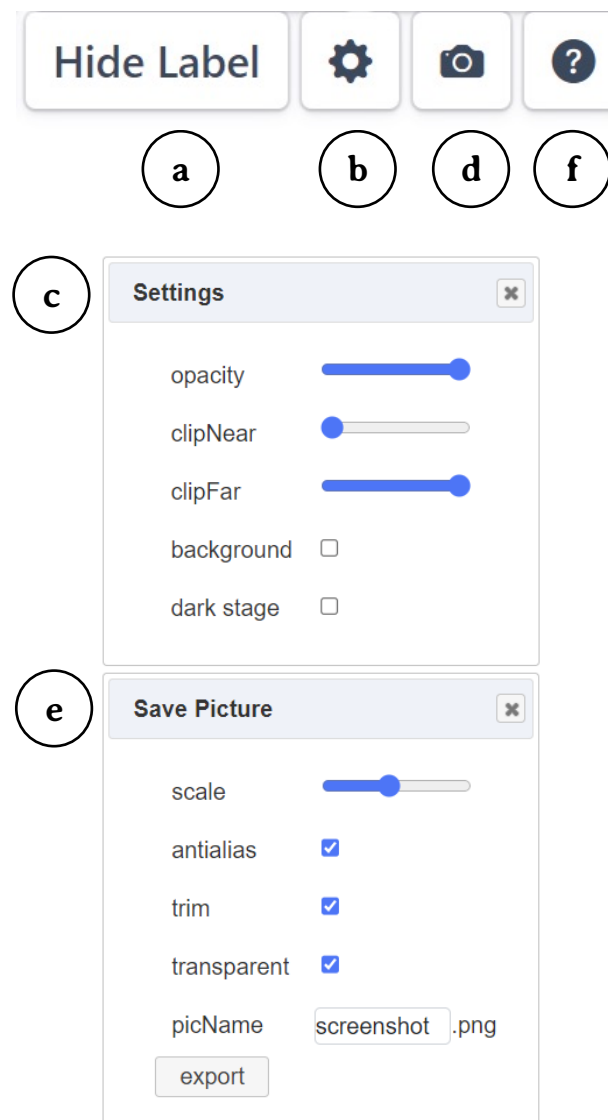 Hide Label ?
a b d f
c Settings
opacity
clipNear
clipFar
background
dark stage
e Save Picture
scale
antialias
trim
transparent
picName screenshot .png
export